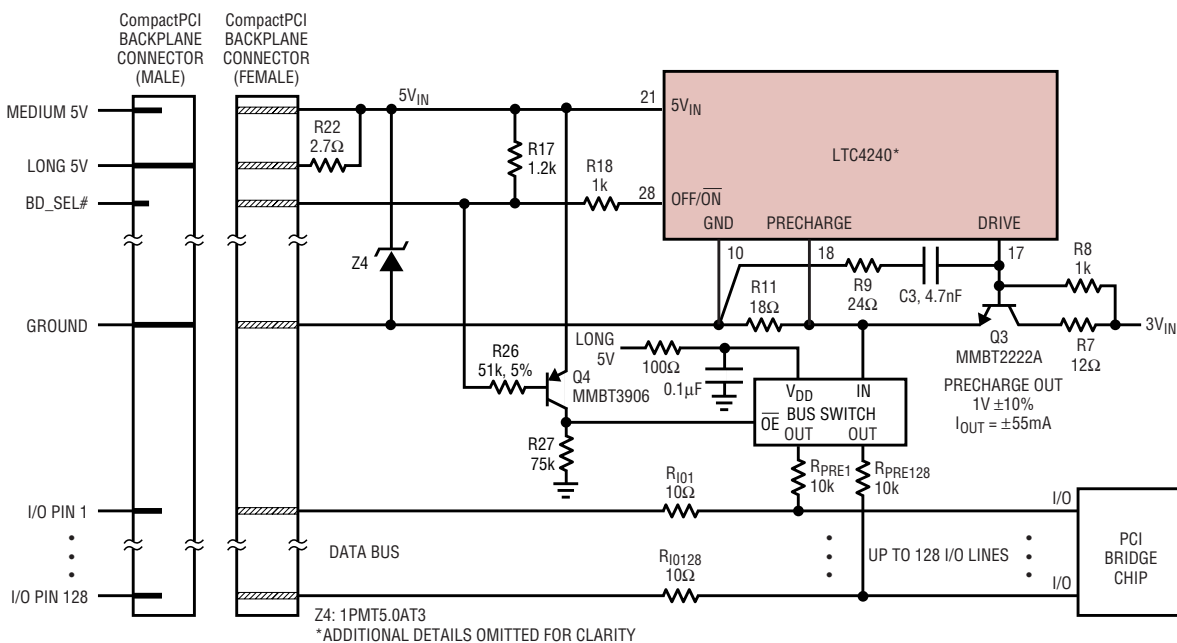 CompactPCI
BACKPLANE
CONNECTOR
(MALE)
CompactPCI
BACKPLANE
CONNECTOR
(FEMALE)
MEDIUM 5V
LONG 5V
BD_SEL#
GROUND
I/O PIN 1
I/O PIN 128
5VIN
R22
2.7Ω
R17
1.2k
R18
1k
21
5VIN
LTC4240*
28
OFF/O̅N̅
GND
PRECHARGE
DRIVE
10
18
17
Z4
R11
18Ω
R9
24Ω
C3, 4.7nF
R8
1k
3VIN
R7
12Ω
Q3
MMBT2222A
PRECHARGE OUT
1V ±10%
IOUT = ±55mA
LONG
5V
100Ω
0.1µF
R26
51k, 5%
Q4
MMBT3906
R27
75k
VDD
IN
O̅E̅
BUS SWITCH
OUT
OUT
RPRE1
10k
RPRE128
10k
RIO1
10Ω
I/O
DATA BUS
UP TO 128 I/O LINES
PCI
BRIDGE
CHIP
RIO128
10Ω
I/O
Z4: 1PMT5.0AT3
*ADDITIONAL DETAILS OMITTED FOR CLARITY